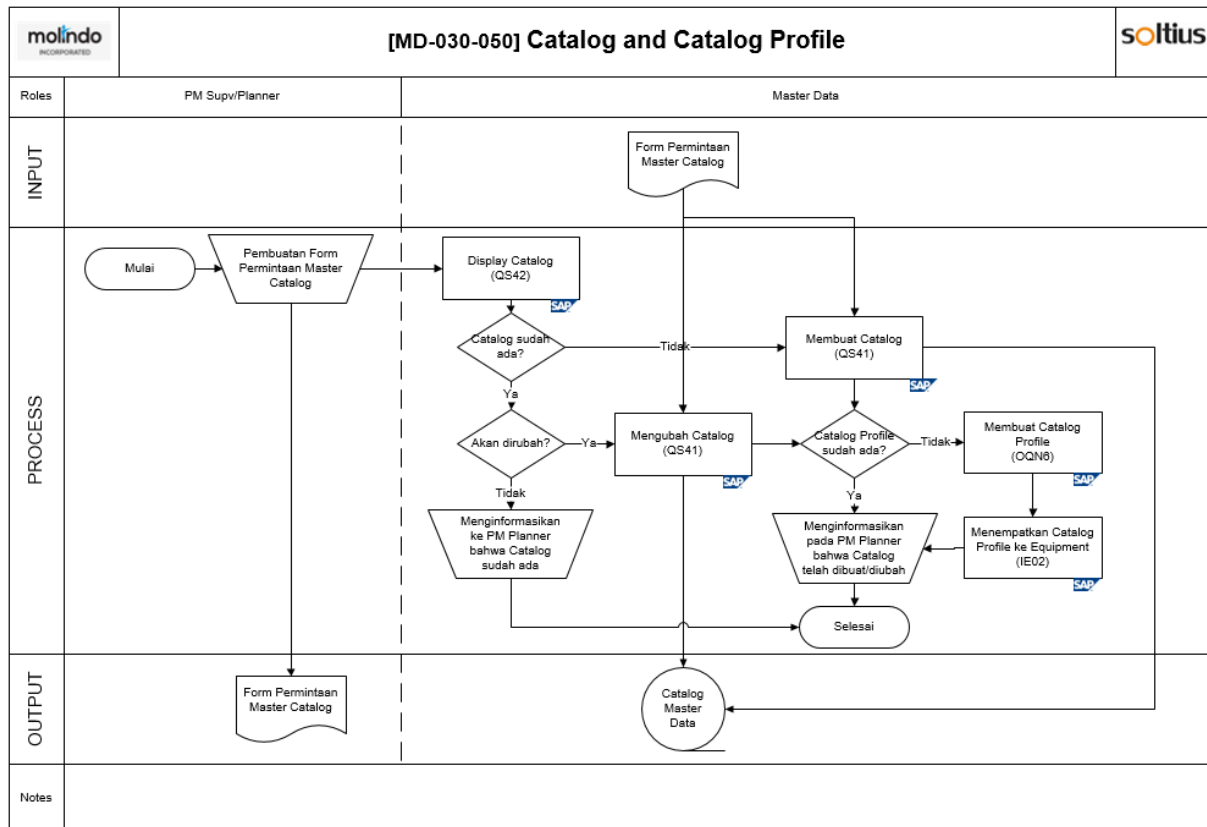 molindo
INCORPORATED
[MD-030-050] Catalog and Catalog Profile
soltius
Roles
PM Supv/Planner
Master Data
INPUT
Form Permintaan
Master Catalog
PROCESS
Mulai
Pembuatan Form
Permintaan Master
Catalog
Display Catalog
(QS42)
SAP
Catalog sudah
ada?
Tidak
Membuat Catalog
(QS41)
SAP
Ya
Akan dirubah?
Ya
Mengubah Catalog
(QS41)
SAP
Catalog Profile
sudah ada?
Tidak
Membuat Catalog
Profile
(OQN6)
SAP
Tidak
Menginformasikan
ke PM Planner
bahwa Catalog
sudah ada
Ya
Menginformasikan
pada PM Planner
bahwa Catalog
telah dibuat/diubah
Menempatkan Catalog
Profile ke Equipment
(IE02)
SAP
Selesai
OUTPUT
Form Permintaan
Master Catalog
Catalog
Master
Data
Notes